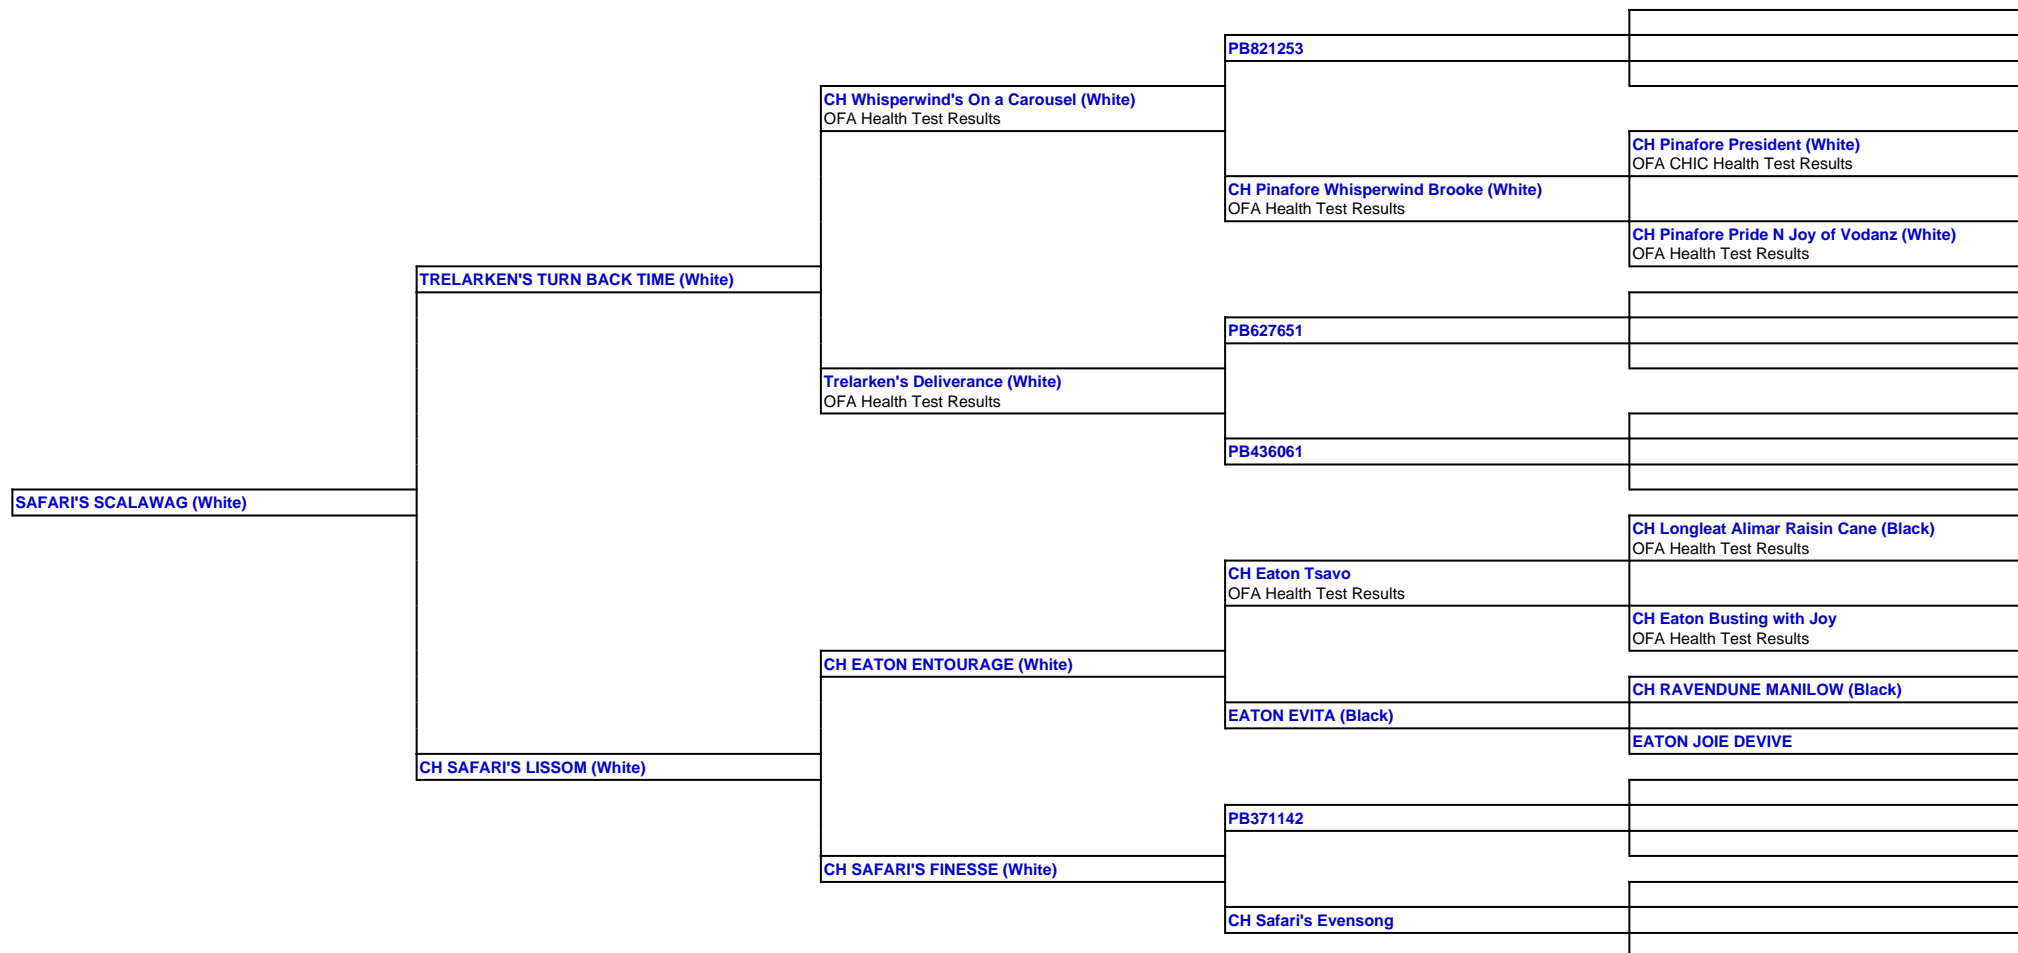 PB821253
CH Whisperwind's On a Carousel (White)
OFA Health Test Results
CH Pinafore President (White)
OFA CHIC Health Test Results
CH Pinafore Whisperwind Brooke (White)
OFA Health Test Results
CH Pinafore Pride N Joy of Vodanz (White)
OFA Health Test Results
TRELARKEN'S TURN BACK TIME (White)
PB627651
Trelarken's Deliverance (White)
OFA Health Test Results
PB436061
SAFARI'S SCALAWAG (White)
CH Longleat Alimar Raisin Cane (Black)
OFA Health Test Results
CH Eaton Tsavo
OFA Health Test Results
CH Eaton Busting with Joy
OFA Health Test Results
CH EATON ENTOURAGE (White)
CH RAVENDUNE MANILOW (Black)
EATON EVITA (Black)
EATON JOIE DEVIVE
CH SAFARI'S LISSOM (White)
PB371142
CH SAFARI'S FINESSE (White)
CH Safari's Evensong